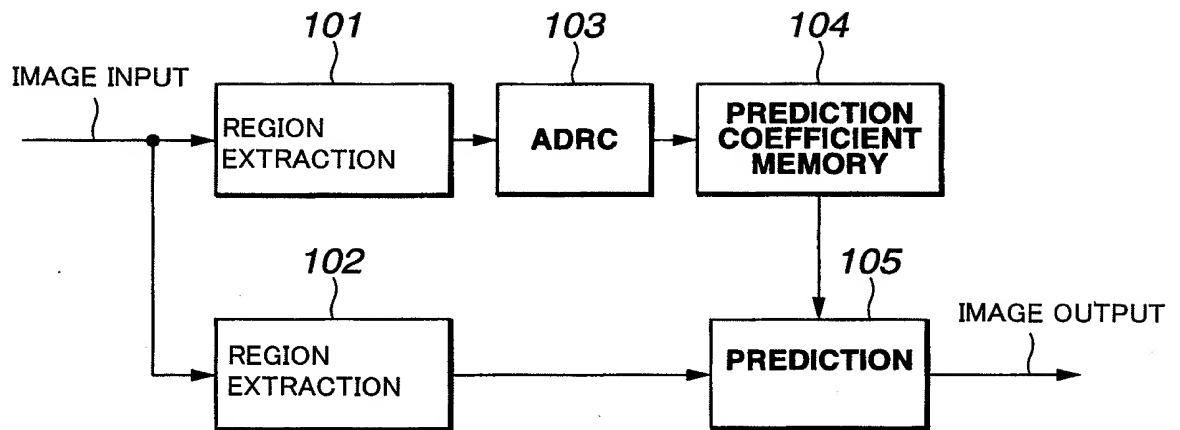 101
103
104
IMAGE INPUT
REGION
EXTRACTION
ADRC
PREDICTION
COEFFICIENT
MEMORY
102
105
REGION
EXTRACTION
PREDICTION
IMAGE OUTPUT